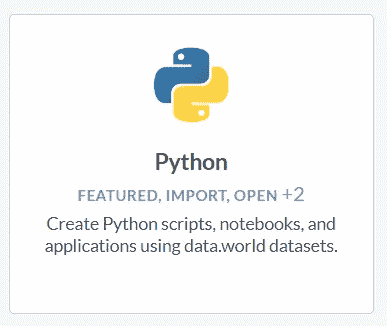 Python
FEATURED, IMPORT, OPEN +2
Create Python scripts, notebooks, and
applications using data.world datasets.